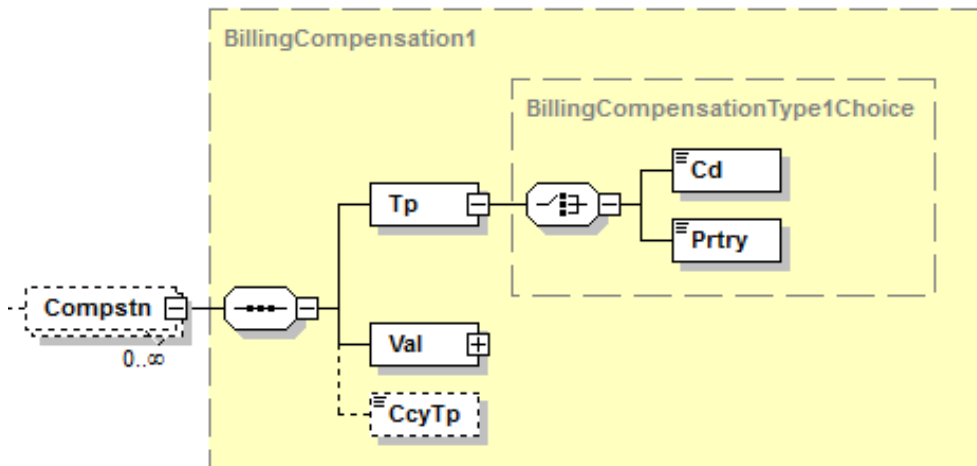 BillingCompensation1
BillingCompensationType1Choice
Cd
Tp
Prtry
Compstn
0..∞
Val
CcyTp